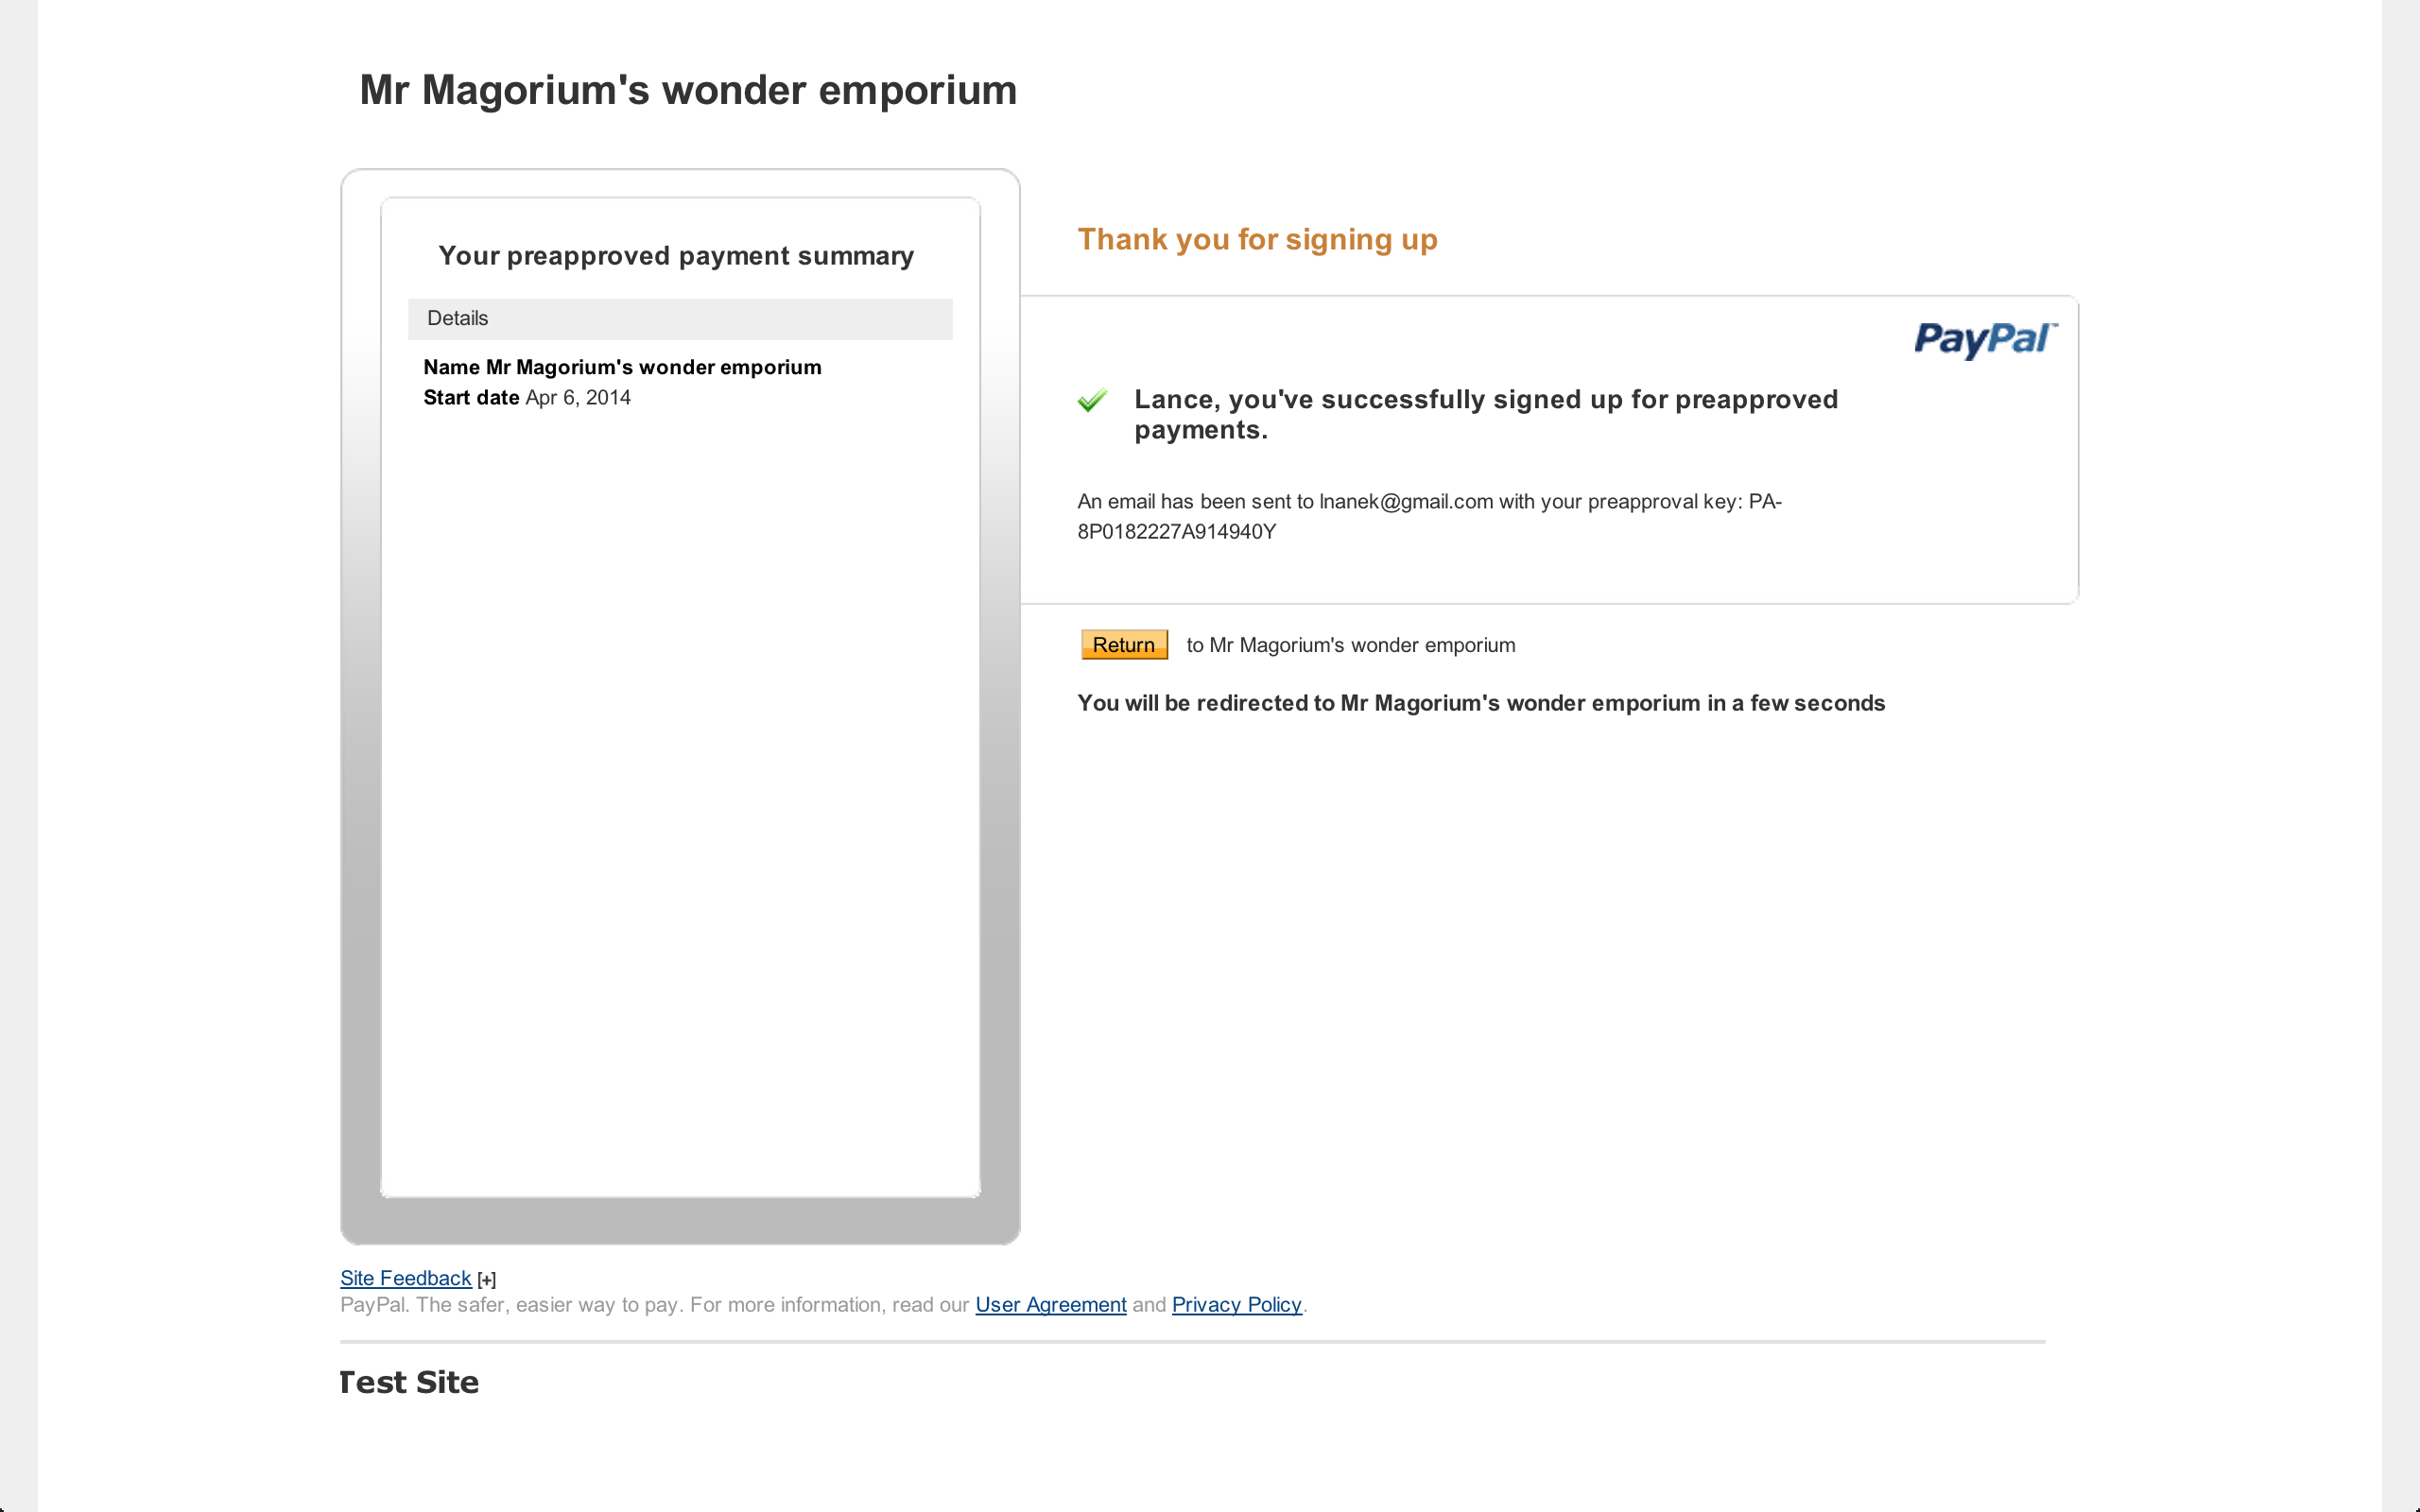 Mr Magorium's wonder emporium
Your preapproved payment summary
Details
Name Mr Magorium's wonder emporium
Start date Apr 6, 2014
Thank you for signing up
PayPal™
Lance, you've successfully signed up for preapproved
payments.
An email has been sent to lnanek@gmail.com with your preapproval key: PA-
8P0182227A914940Y
Return to Mr Magorium's wonder emporium
You will be redirected to Mr Magorium's wonder emporium in a few seconds
Site Feedback [+]
PayPal. The safer, easier way to pay. For more information, read our User Agreement and Privacy Policy.
Test Site